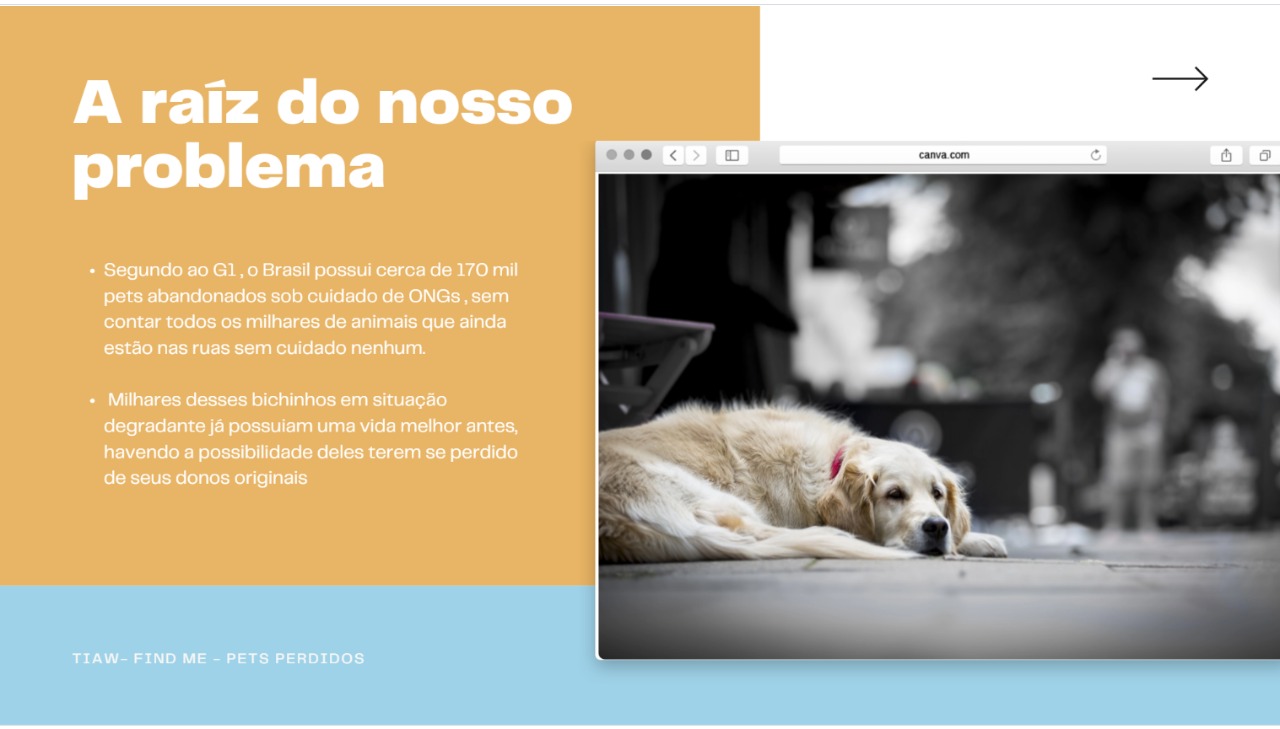 A raíz do nosso
problema
canva.com
• Segundo ao G1 , o Brasil possui cerca de 170 mil
pets abandonados sob cuidado de ONGs , sem
contar todos os milhares de animais que ainda
estão nas ruas sem cuidado nenhum.
• Milhares desses bichinhos em situação
degradante já possuiam uma vida melhor antes,
havendo a possibilidade deles terem se perdido
de seus donos originais
TIAW- FIND ME - PETS PERDIDOS